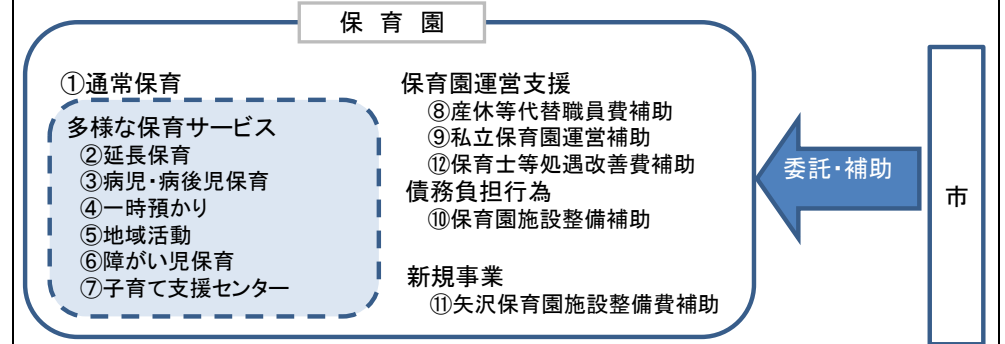 保 育 園
①通常保育
多様な保育サービス
②延長保育
③病児・病後児保育
④一時預かり
⑤地域活動
⑥障がい児保育
⑦子育て支援センター
保育園運営支援
⑧産休等代替職員費補助
⑨私立保育園運営補助
⑫保育士等処遇改善費補助
債務負担行為
⑩保育園施設整備補助
新規事業
⑪矢沢保育園施設整備費補助
委託・補助
市